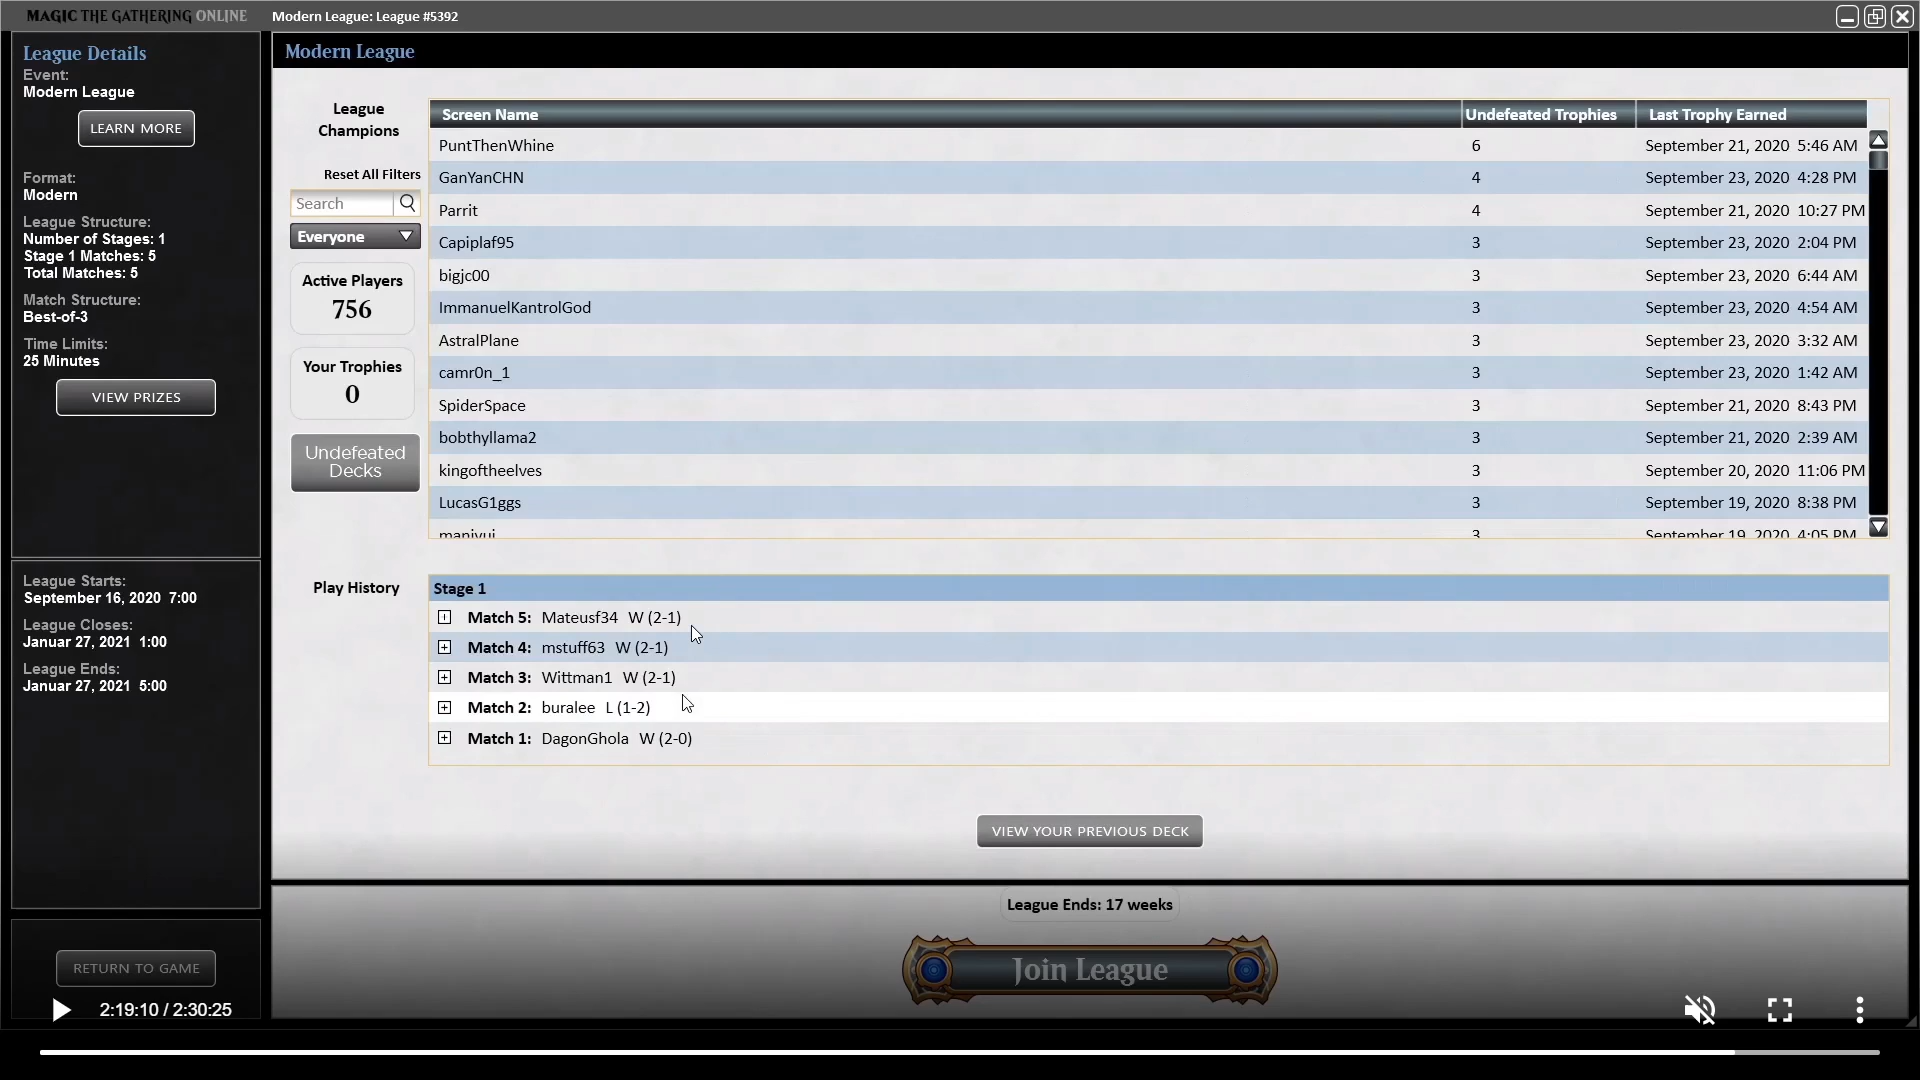 MAGIC THE GATHERING ONLINE
Modern League: League #5392
League Details
Event:
Modern League
LEARN MORE
Format:
Modern
League Structure:
Number of Stages: 1
Stage 1 Matches: 5
Total Matches: 5
Match Structure:
Best-of-3
Time Limits:
25 Minutes
VIEW PRIZES
League Starts:
September 16, 2020 7:00
League Closes:
Januar 27, 2021 1:00
League Ends:
Januar 27, 2021 5:00
RETURN TO GAME
Modern League
League
Champions
Reset All Filters
Search
Everyone
Active Players
756
Your Trophies
0
Undefeated
Decks
Screen Name Undefeated Trophies Last Trophy Earned
PuntThenWhine 6 September 21, 2020 5:46 AM
GanYanCHN 4 September 23, 2020 4:28 PM
Parrit 4 September 21, 2020 10:27 PM
Capiplaf95 3 September 23, 2020 2:04 PM
bigjc00 3 September 23, 2020 6:44 AM
ImmanuelKantrolGod 3 September 23, 2020 4:54 AM
AstralPlane 3 September 23, 2020 3:32 AM
camr0n_1 3 September 23, 2020 1:42 AM
SpiderSpace 3 September 21, 2020 8:43 PM
bobthyllama2 3 September 21, 2020 2:39 AM
kingoftheelves 3 September 20, 2020 11:06 PM
LucasG1ggs 3 September 19, 2020 8:38 PM
3 September 19, 2020 4:05 PM
Play History
Stage 1
Match 5: Mateusf34 W (2-1)
Match 4: mstuff63 W (2-1)
Match 3: Wittman1 W (2-1)
Match 2: buralee L (1-2)
Match 1: DagonGhola W (2-0)
VIEW YOUR PREVIOUS DECK
League Ends: 17 weeks
Join League
2:19:10 / 2:30:25